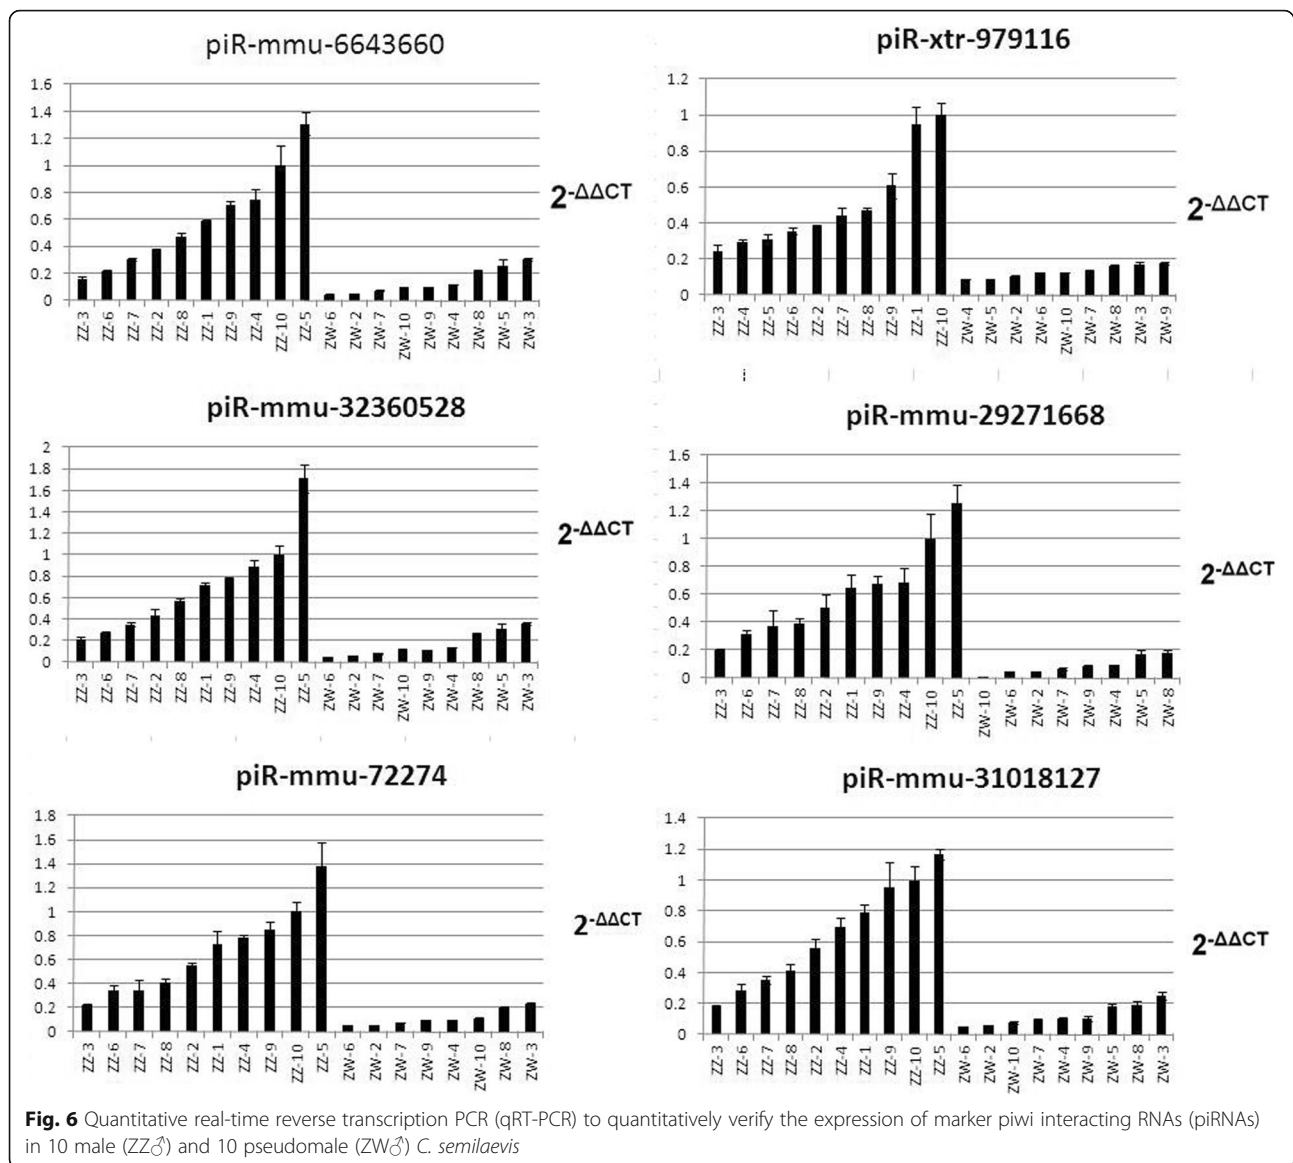 piR-mmu-6643660
1.6
1.4
1.2
1
0.8
0.6
0.4
0.2
0
ZZ-3
ZZ-6
ZZ-7
ZZ-2
ZZ-8
ZZ-1
ZZ-9
ZZ-4
ZZ-10
ZZ-5
ZW-6
ZW-2
ZW-7
ZW-10
ZW-9
ZW-4
ZW-8
ZW-5
ZW-3
2-ΔΔCT
piR-xtr-979116
1.2
1
0.8
0.6
0.4
0.2
0
ZZ-3
ZZ-4
ZZ-5
ZZ-6
ZZ-2
ZZ-7
ZZ-8
ZZ-9
ZZ-1
ZZ-10
ZW-4
ZW-5
ZW-2
ZW-6
ZW-10
ZW-7
ZW-8
ZW-3
ZW-9
2-ΔΔCT
piR-mmu-32360528
2
1.8
1.6
1.4
1.2
1
0.8
0.6
0.4
0.2
0
ZZ-3
ZZ-6
ZZ-7
ZZ-2
ZZ-8
ZZ-1
ZZ-9
ZZ-4
ZZ-10
ZZ-5
ZW-6
ZW-2
ZW-7
ZW-10
ZW-9
ZW-4
ZW-8
ZW-5
ZW-3
2-ΔΔCT
piR-mmu-29271668
1.6
1.4
1.2
1
0.8
0.6
0.4
0.2
0
ZZ-3
ZZ-6
ZZ-7
ZZ-8
ZZ-2
ZZ-1
ZZ-9
ZZ-4
ZZ-10
ZZ-5
ZW-10
ZW-6
ZW-2
ZW-7
ZW-9
ZW-4
ZW-5
ZW-8
2-ΔΔCT
piR-mmu-72274
1.8
1.6
1.4
1.2
1
0.8
0.6
0.4
0.2
0
ZZ-3
ZZ-6
ZZ-7
ZZ-8
ZZ-2
ZZ-1
ZZ-4
ZZ-9
ZZ-10
ZZ-5
ZW-6
ZW-2
ZW-7
ZW-9
ZW-4
ZW-10
ZW-8
ZW-3
2-ΔΔCT
piR-mmu-31018127
1.4
1.2
1
0.8
0.6
0.4
0.2
0
ZZ-3
ZZ-6
ZZ-7
ZZ-8
ZZ-2
ZZ-4
ZZ-1
ZZ-9
ZZ-10
ZZ-5
ZW-6
ZW-2
ZW-10
ZW-7
ZW-4
ZW-9
ZW-5
ZW-8
ZW-3
2-ΔΔCT
Fig. 6 Quantitative real-time reverse transcription PCR (qRT-PCR) to quantitatively verify the expression of marker piwi interacting RNAs (piRNAs)
in 10 male (ZZ♂) and 10 pseudomale (ZW♂) C. semilaevis